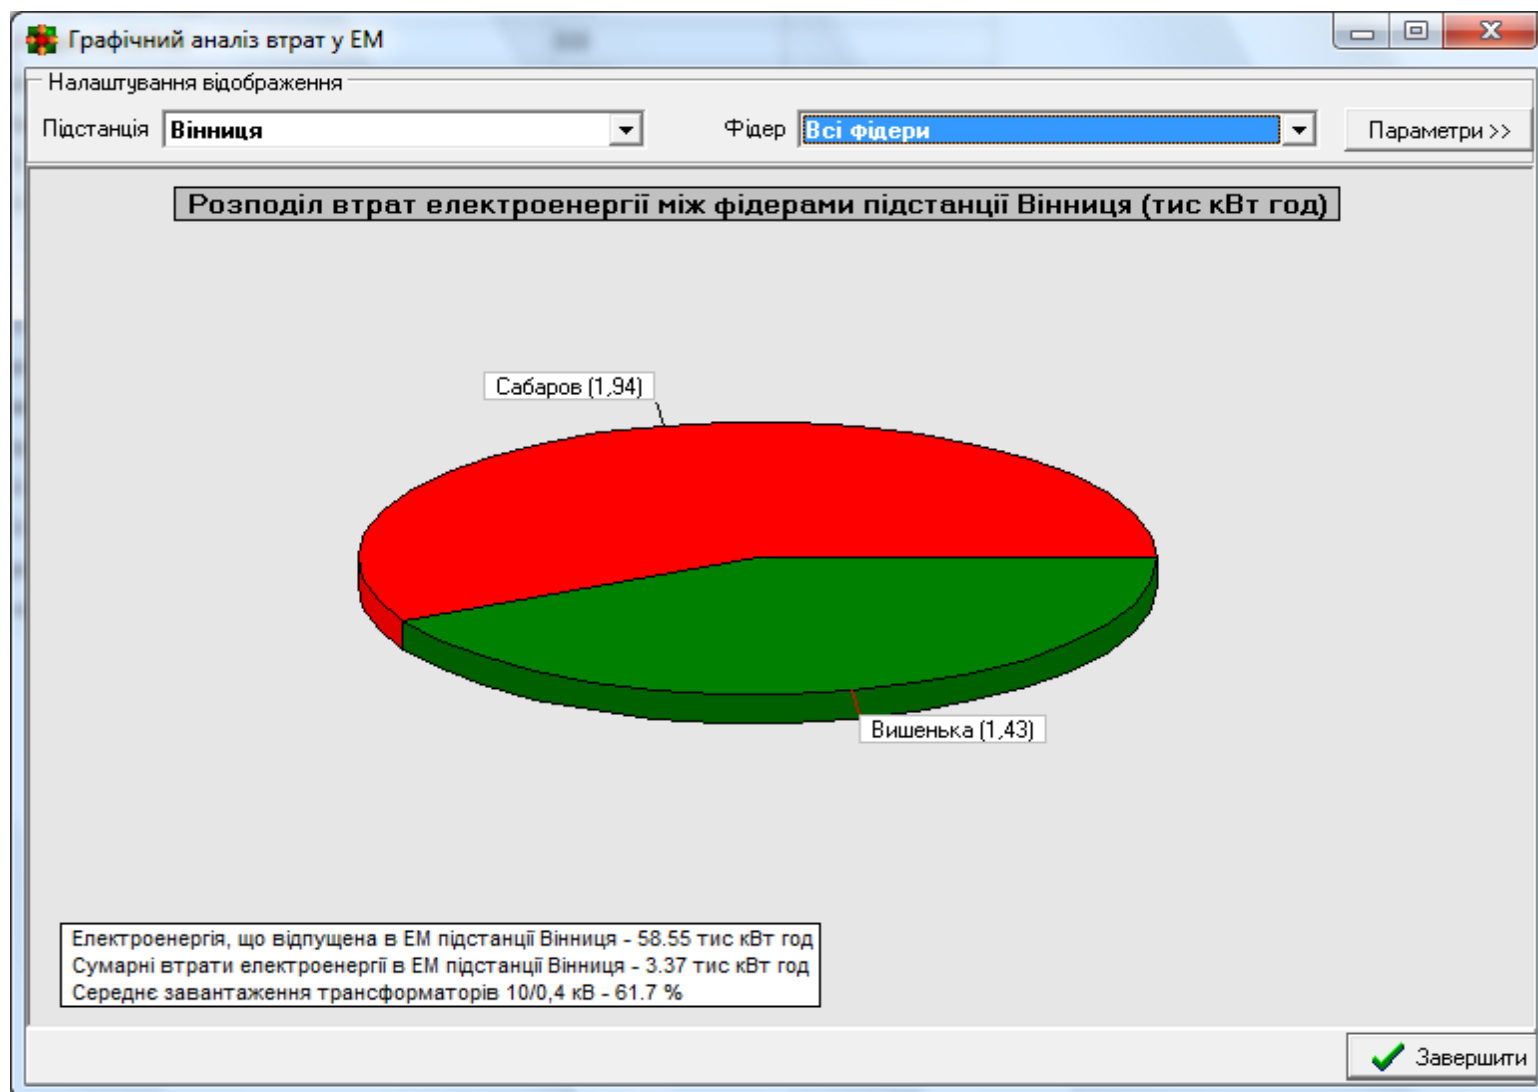 Графічний аналіз втрат у ЕМ
Налаштування відображення
Підстанція Вінниця Фідер Всі фідери Параметри >>
Розподіл втрат електроенергії між фідерами підстанції Вінниця (тис кВт год)
Сабаров (1,94)
Вишенька (1,43)
Електроенергія, що відпущена в ЕМ підстанції Вінниця - 58.55 тис кВт год
Сумарні втрати електроенергії в ЕМ підстанції Вінниця - 3.37 тис кВт год
Середнє завантаження трансформаторів 10/0,4 кВ - 61.7 %
Завершити